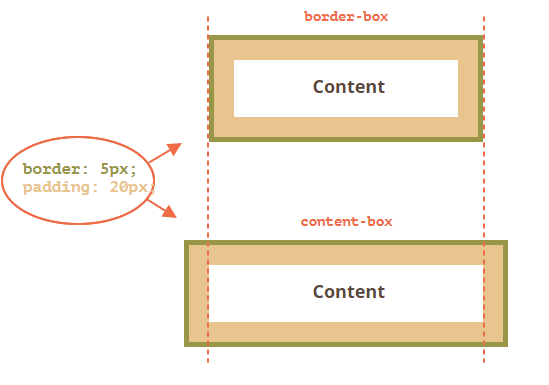 border-box
Content
border: 5px;
padding: 20px;
content-box
Content